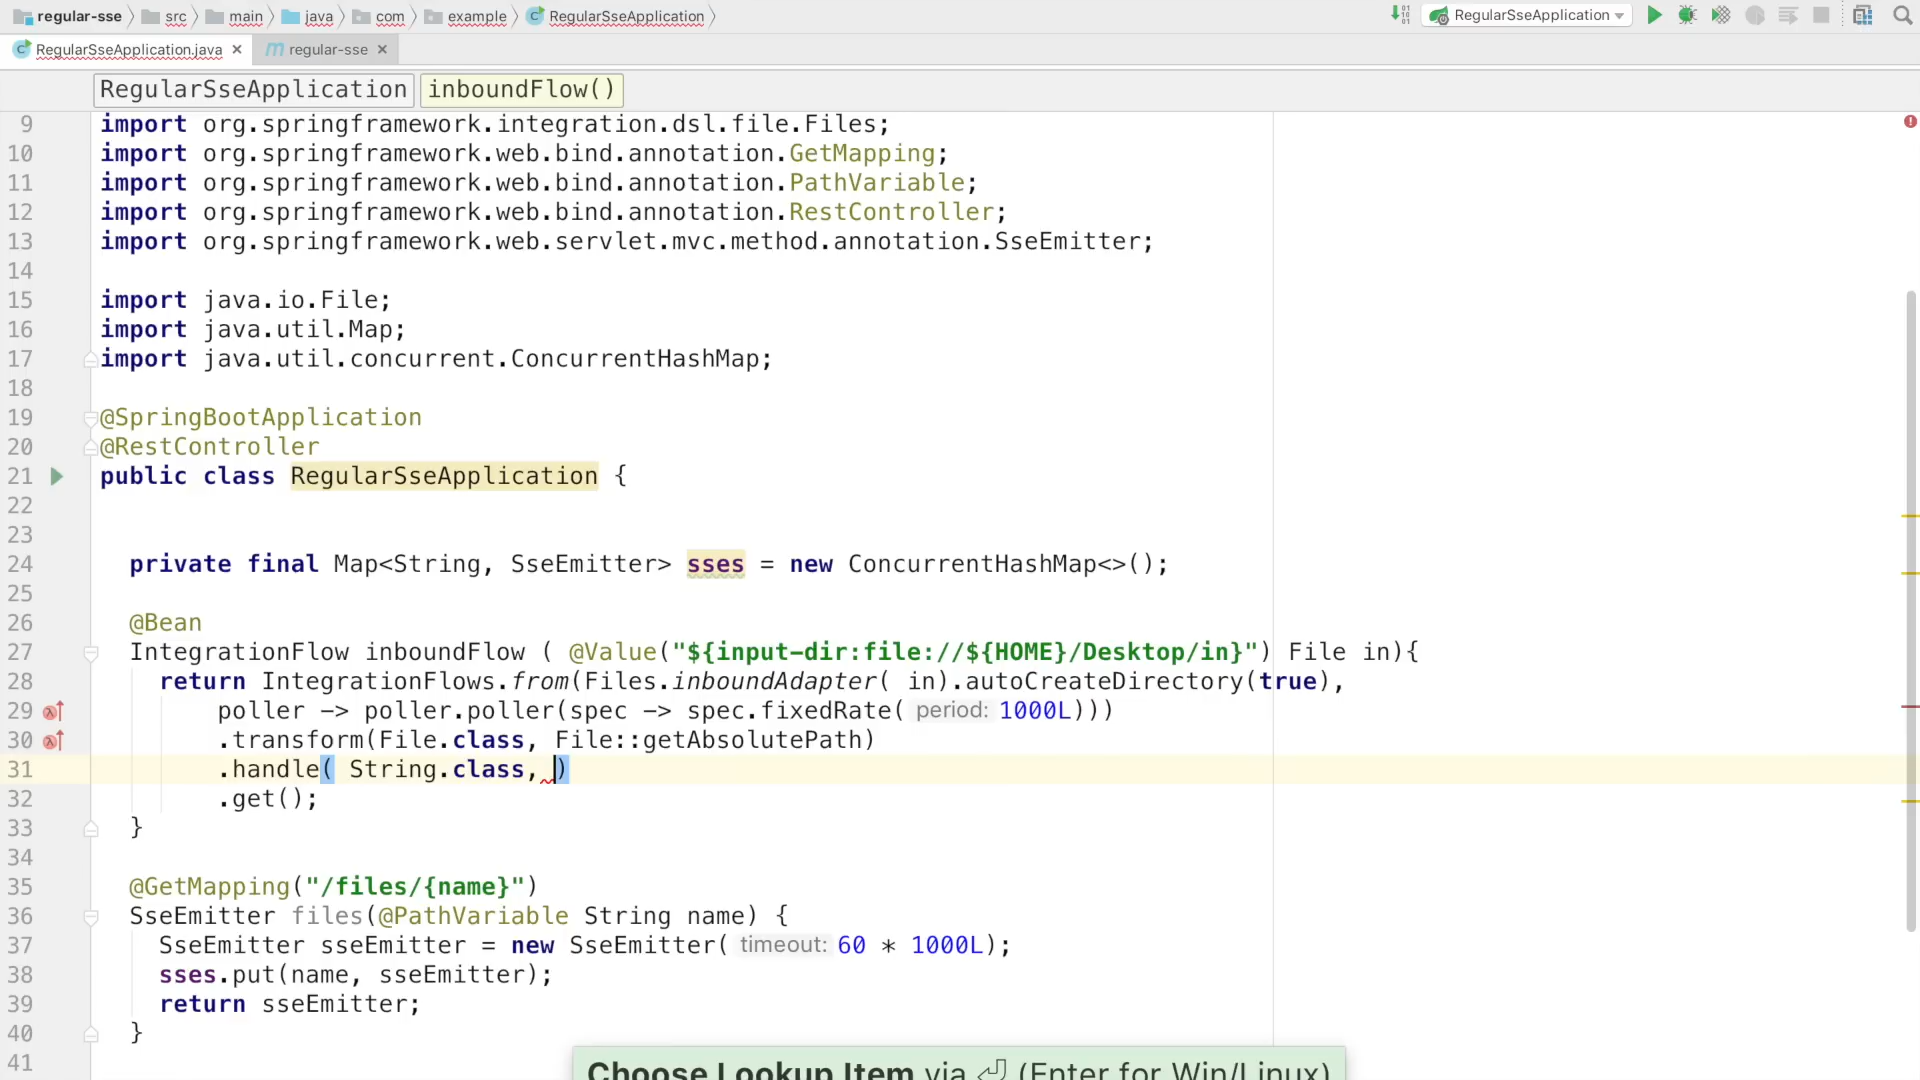 regular-sse src main java com example RegularSseApplication RegularSseApplication
RegularSseApplication.java regular-sse
RegularSseApplication inboundFlow()
9 import org.springframework.integration.dsl.file.Files;
10 import org.springframework.web.bind.annotation.GetMapping;
11 import org.springframework.web.bind.annotation.PathVariable;
12 import org.springframework.web.bind.annotation.RestController;
13 import org.springframework.web.servlet.mvc.method.annotation.SseEmitter;
14
15 import java.io.File;
16 import java.util.Map;
17 import java.util.concurrent.ConcurrentHashMap;
18
19 @SpringBootApplication
20 @RestController
21 public class RegularSseApplication {
22
23
24 private final Map<String, SseEmitter> sses = new ConcurrentHashMap<>();
25
26 @Bean
27 IntegrationFlow inboundFlow ( @Value("${input-dir:file://${HOME}/Desktop/in}") File in){
28 return IntegrationFlows.from(Files.inboundAdapter( in).autoCreateDirectory(true),
29 poller -> poller.poller(spec -> spec.fixedRate( period: 1000L)))
30 .transform(File.class, File::getAbsolutePath)
31 .handle( String.class, )
32 .get();
33 }
34
35 @GetMapping("/files/{name}")
36 SseEmitter files(@PathVariable String name) {
37 SseEmitter sseEmitter = new SseEmitter( timeout: 60 * 1000L);
38 sses.put(name, sseEmitter);
39 return sseEmitter;
40 }
41
Choose Lookup Item via ⏎ (Enter for Win/Linux)